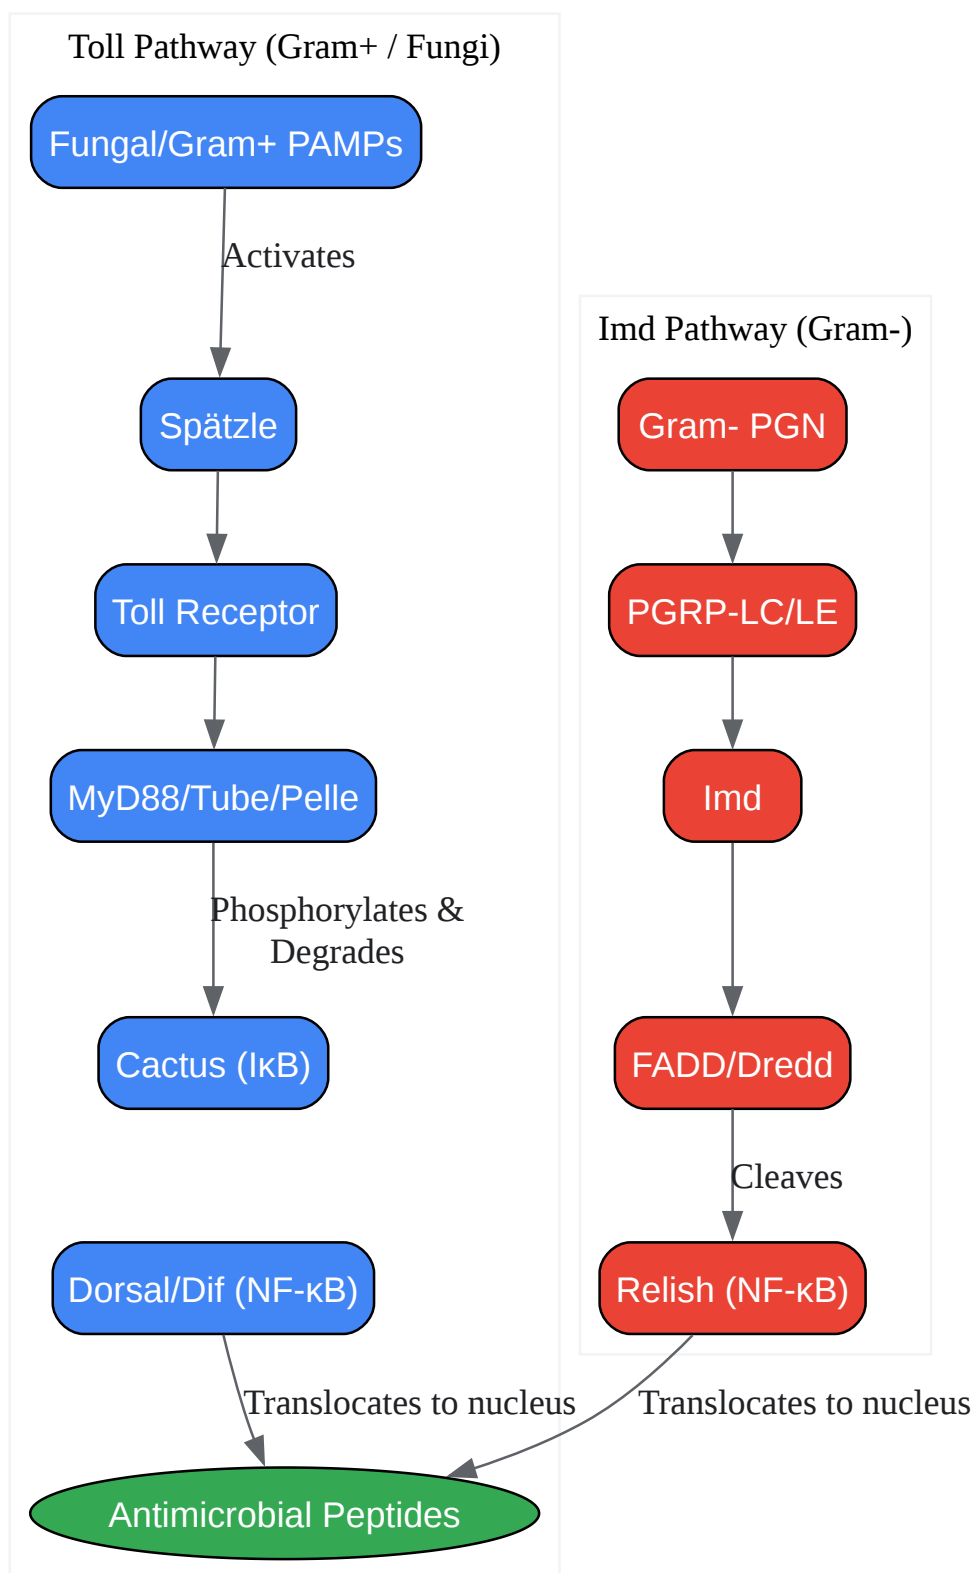 Toll Pathway (Gram+ / Fungi)
Fungal/Gram+ PAMPs
Activates
Spätzle
Toll Receptor
MyD88/Tube/Pelle
Phosphorylates &
Degrades
Cactus (IκB)
Dorsal/Dif (NF-κB)
Translocates to nucleus
Imd Pathway (Gram-)
Gram- PGN
PGRP-LC/LE
Imd
FADD/Dredd
Cleaves
Relish (NF-κB)
Translocates to nucleus
Antimicrobial Peptides